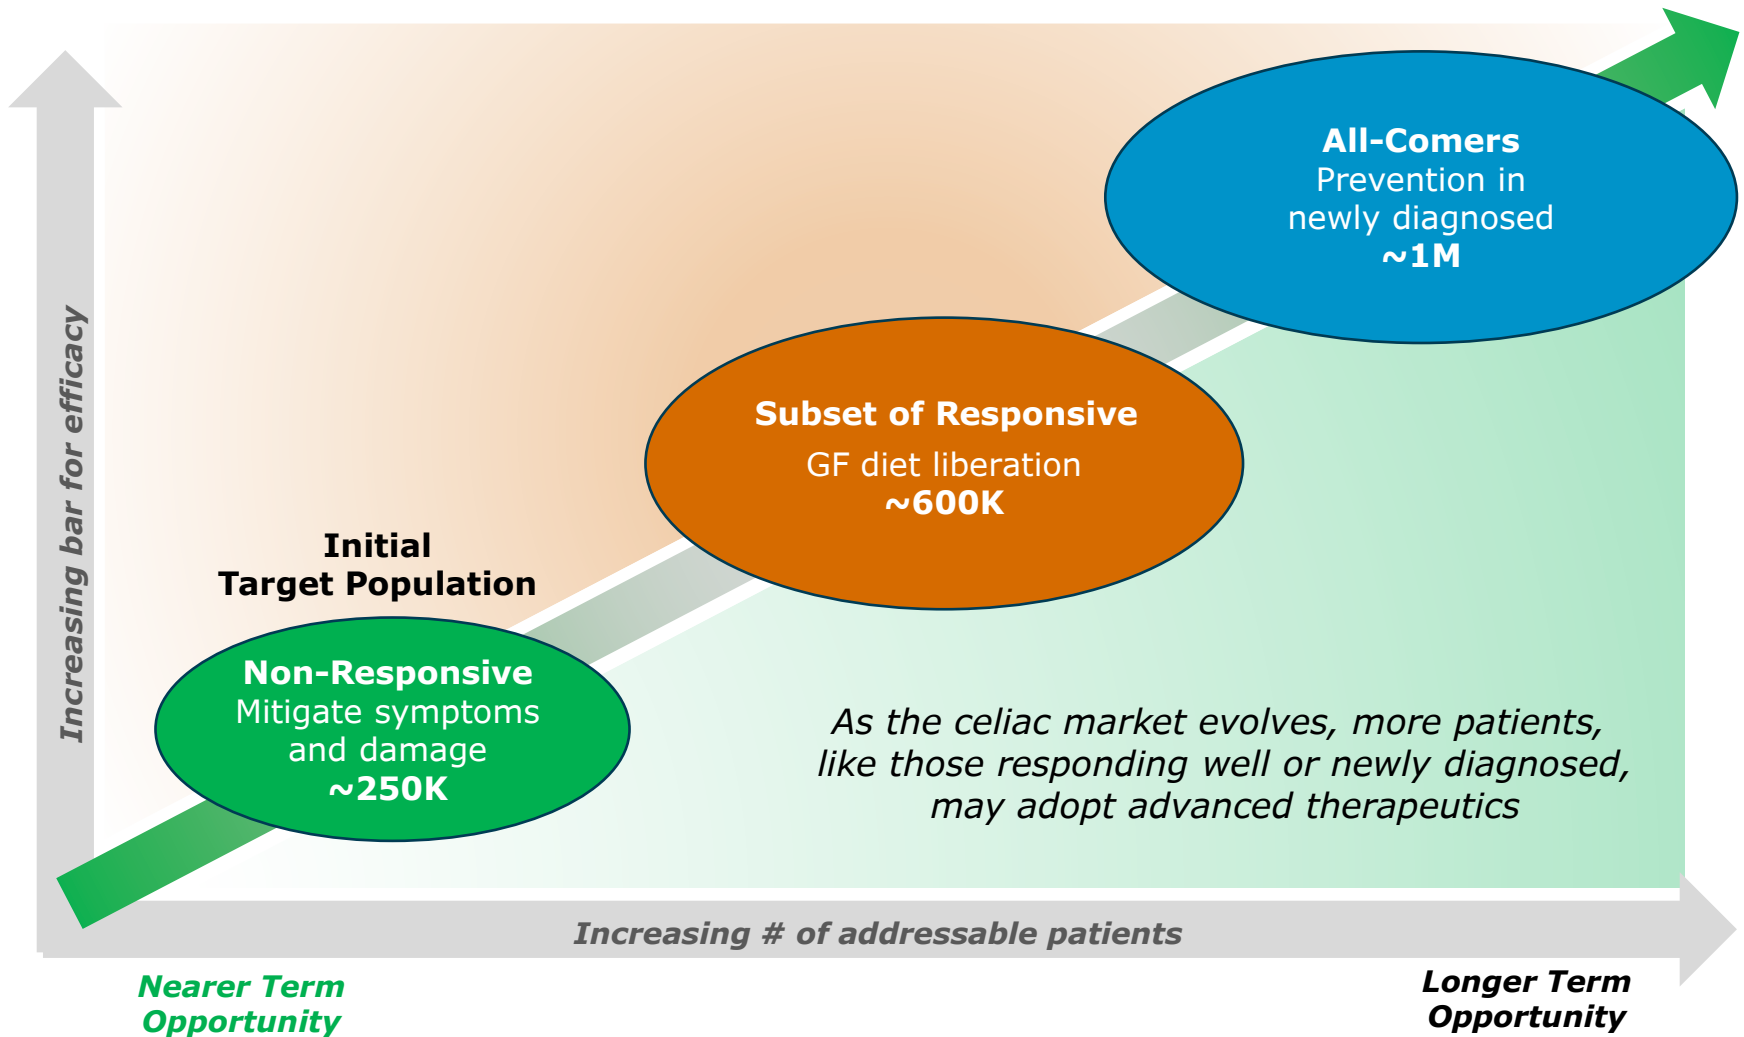 Increasing bar for efficacy
Initial
Target Population
Non-Responsive
Mitigate symptoms
and damage
~250K
Subset of Responsive
GF diet liberation
~600K
All-Comers
Prevention in
newly diagnosed
~1M
As the celiac market evolves, more patients,
like those responding well or newly diagnosed,
may adopt advanced therapeutics
Increasing # of addressable patients
Nearer Term
Opportunity
Longer Term
Opportunity